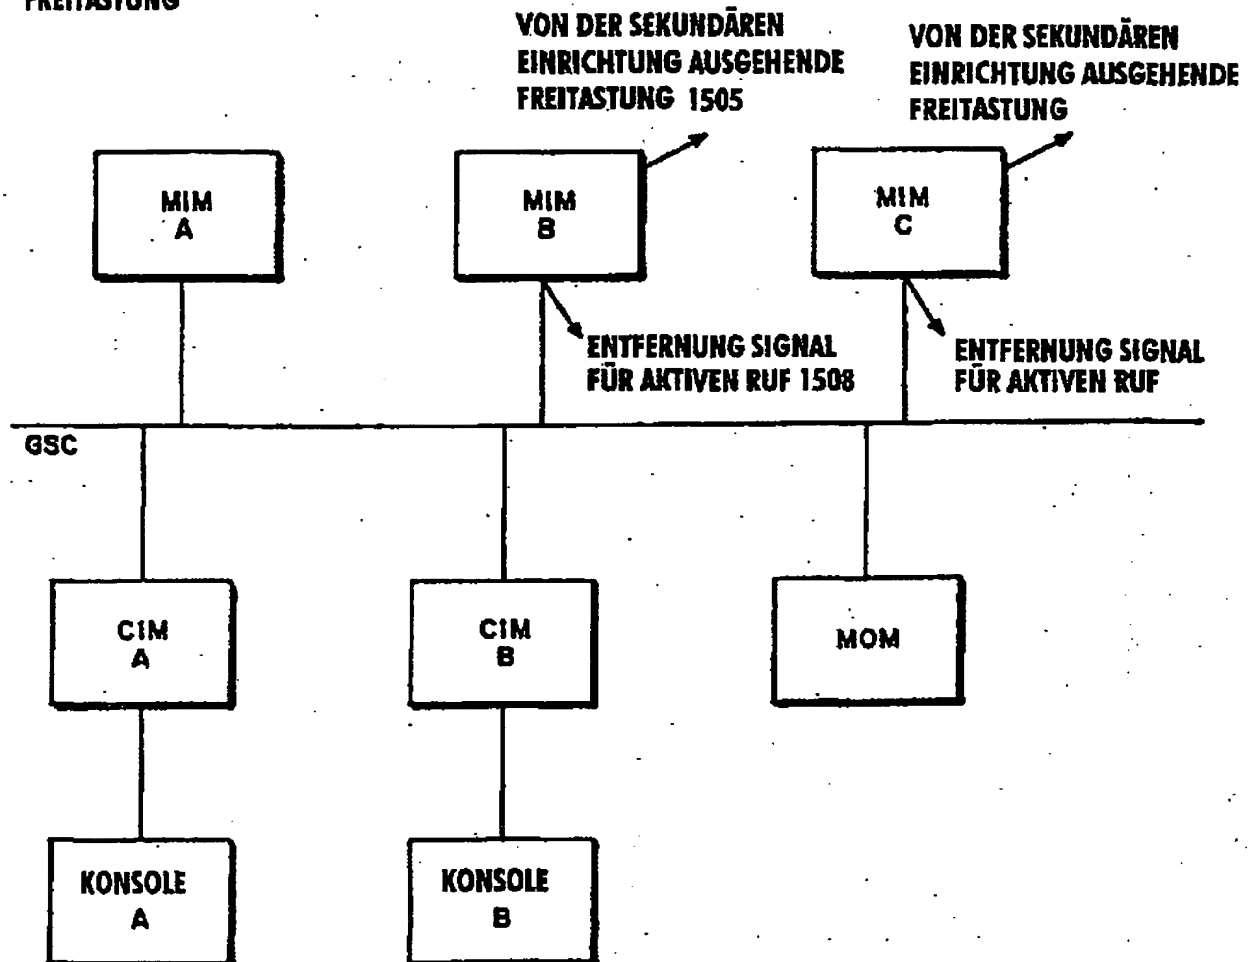 FREITASTUNG
VON DER SEKUNDÄREN
EINRICHTUNG AUSGEHENDE
FREITASTUNG 1505
VON DER SEKUNDÄREN
EINRICHTUNG AUSGEHENDE
FREITASTUNG
MIM
A
MIM
B
MIM
C
ENTFERNUNG SIGNAL
FÜR AKTIVEN RUF 1508
ENTFERNUNG SIGNAL
FÜR AKTIVEN RUF
GSC
CIM
A
CIM
B
MOM
KONSOLE
A
KONSOLE
B